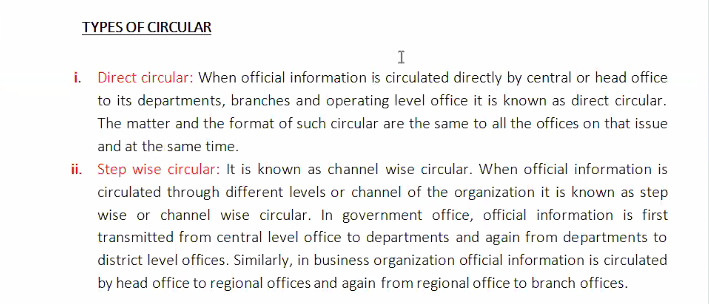 TYPES OF CIRCULAR
i. Direct circular: When official information is circulated directly by central or head office
to its departments, branches and operating level office it is known as direct circular.
The matter and the format of such circular are the same to all the offices on that issue
and at the same time.
ii. Step wise circular: It is known as channel wise circular. When official information is
circulated through different levels or channel of the organization it is known as step
wise or channel wise circular. In government office, official information is first
transmitted from central level office to departments and again from departments to
district level offices. Similarly, in business organization official information is circulated
by head office to regional offices and again from regional office to branch offices.